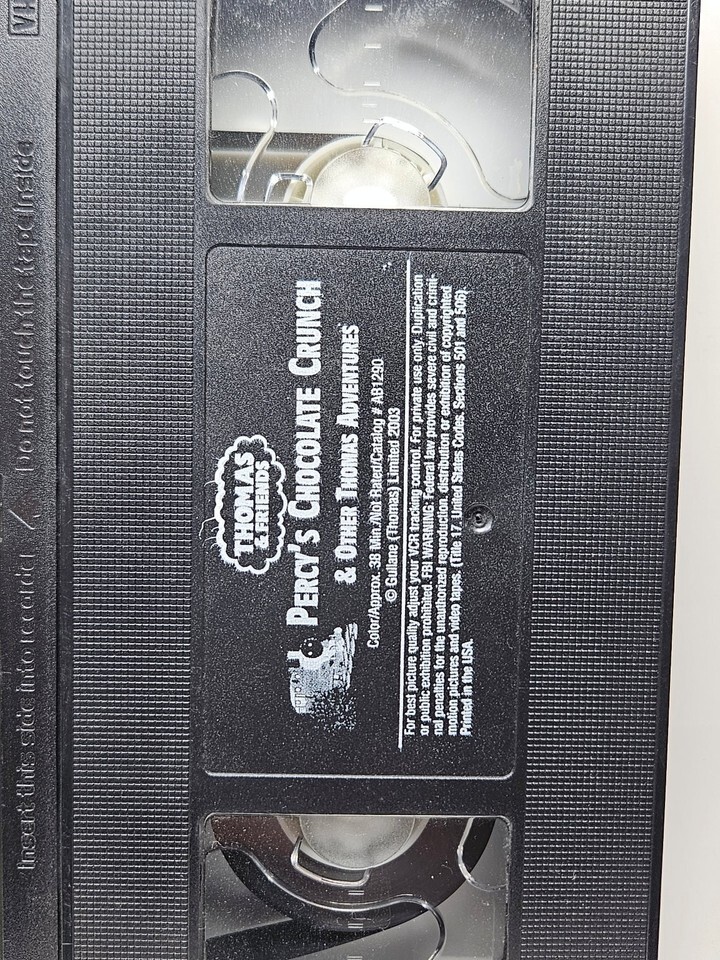 VH
Insert this side into recorder / Do not touch the tape inside
THOMAS
& FRIENDS
PERCY'S CHOCOLATE CRUNCH
& OTHER THOMAS ADVENTURES
Color/Approx. 38 Min./Not Rated/Catalog # AB1290
© Gullane (Thomas) Limited 2003
For best picture quality adjust your VCR tracking control. For private use only. Duplication
or public exhibition prohibited. FBI WARNING: Federal law provides severe civil and crimi-
nal penalties for the unauthorized reproduction, distribution or exhibition of copyrighted
motion pictures and video tapes. (Title 17, United States Codes, Sections 501 and 506).
Printed in the USA.